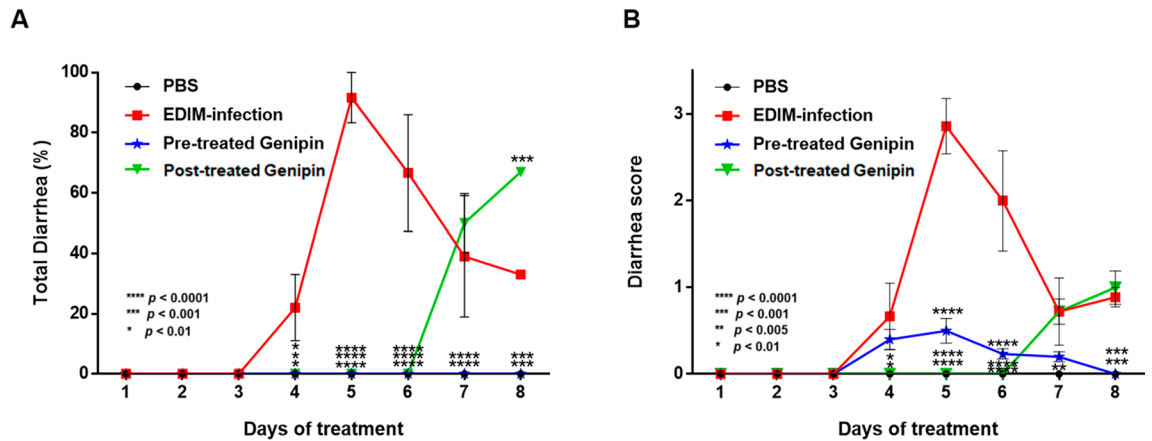 A
Total Diarrhea (%)
100
80
60
40
20
0
PBS
EDIM-infection
Pre-treated Genipin
Post-treated Genipin
***
**** p < 0.0001
*** p < 0.001
* p < 0.01
*
*
*
****
****
****
****
****
****
****
****
***
***
1 2 3 4 5 6 7 8
Days of treatment
B
Diarrhea score
3
2
1
0
PBS
EDIM-infection
Pre-treated Genipin
Post-treated Genipin
**** p < 0.0001
*** p < 0.001
** p < 0.005
* p < 0.01
*
*
****
****
****
****
****
****
**
***
***
1 2 3 4 5 6 7 8
Days of treatment